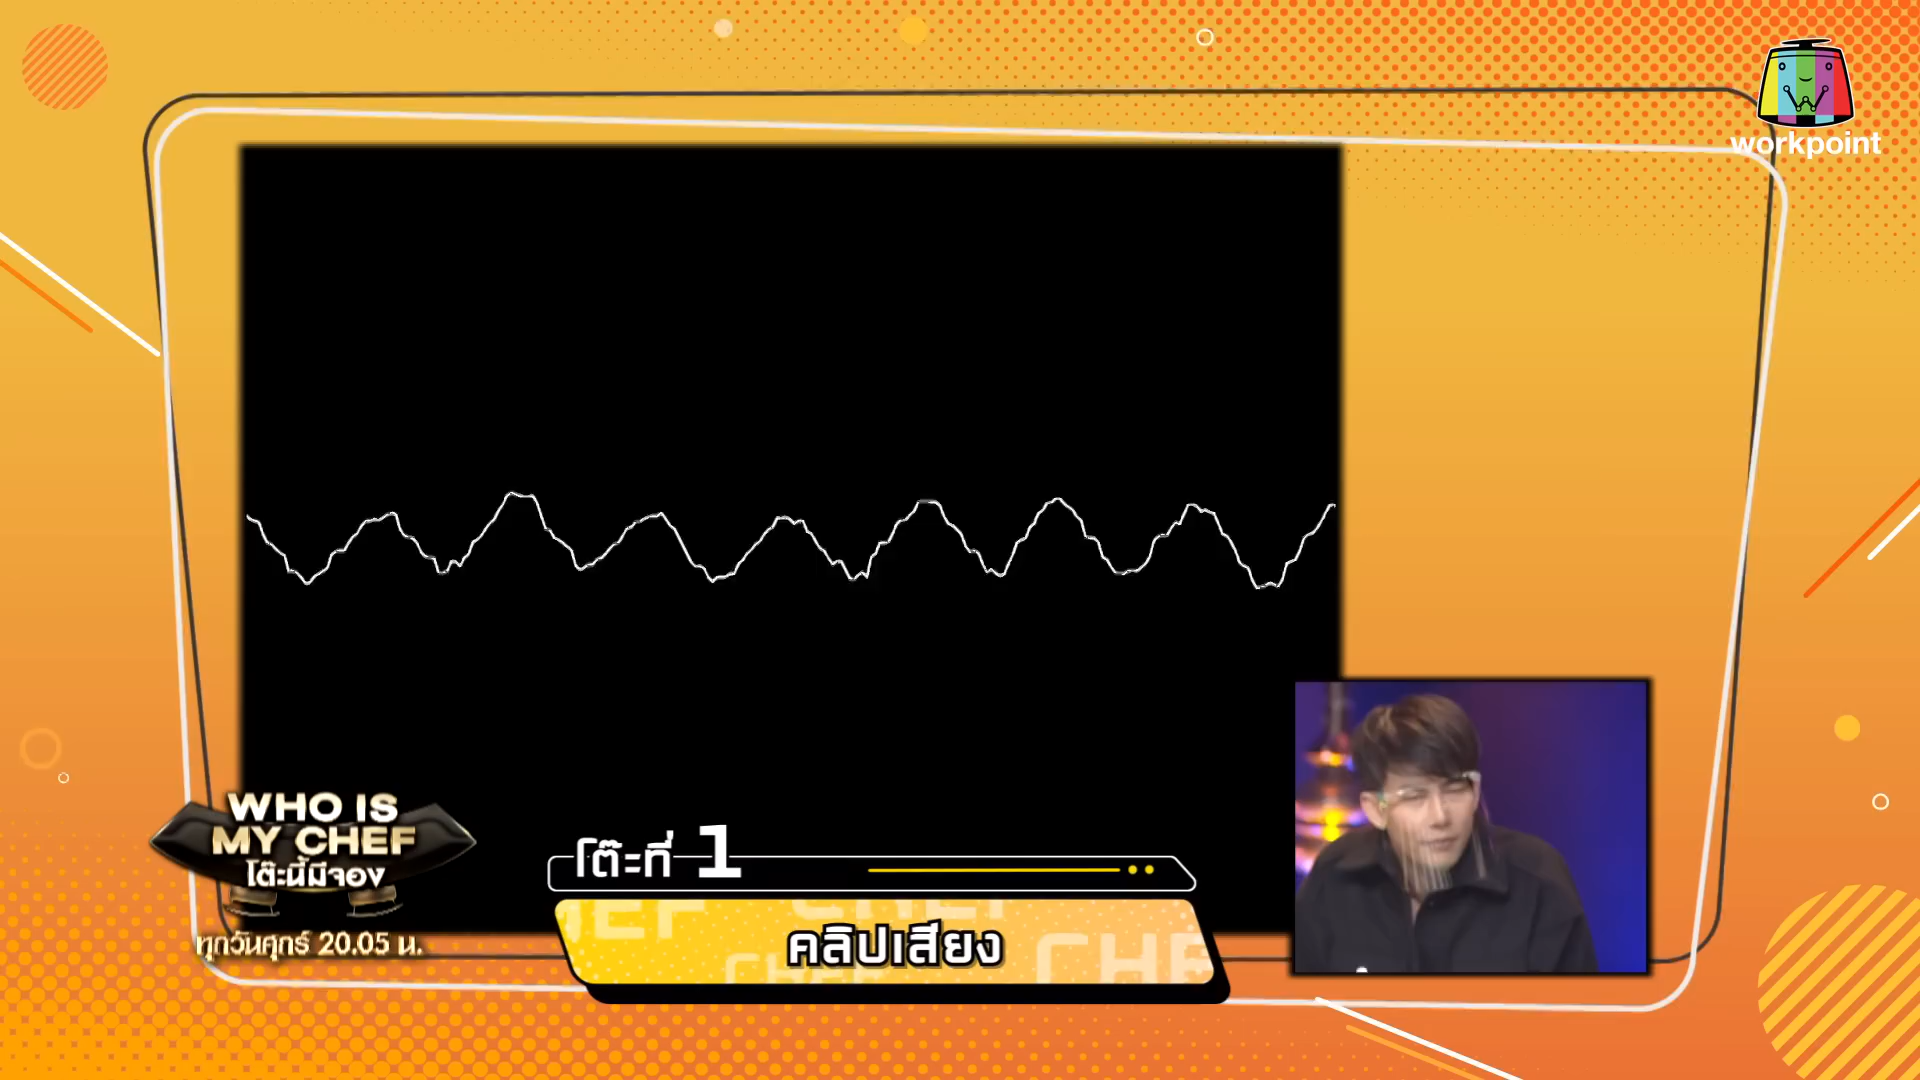 workpoint
WHO IS
MY CHEF
โต๊ะนี้มีจอง
ทุกวันศุกร์ 20.05 น.
โต๊ะที่ 1
คลิปเสียง